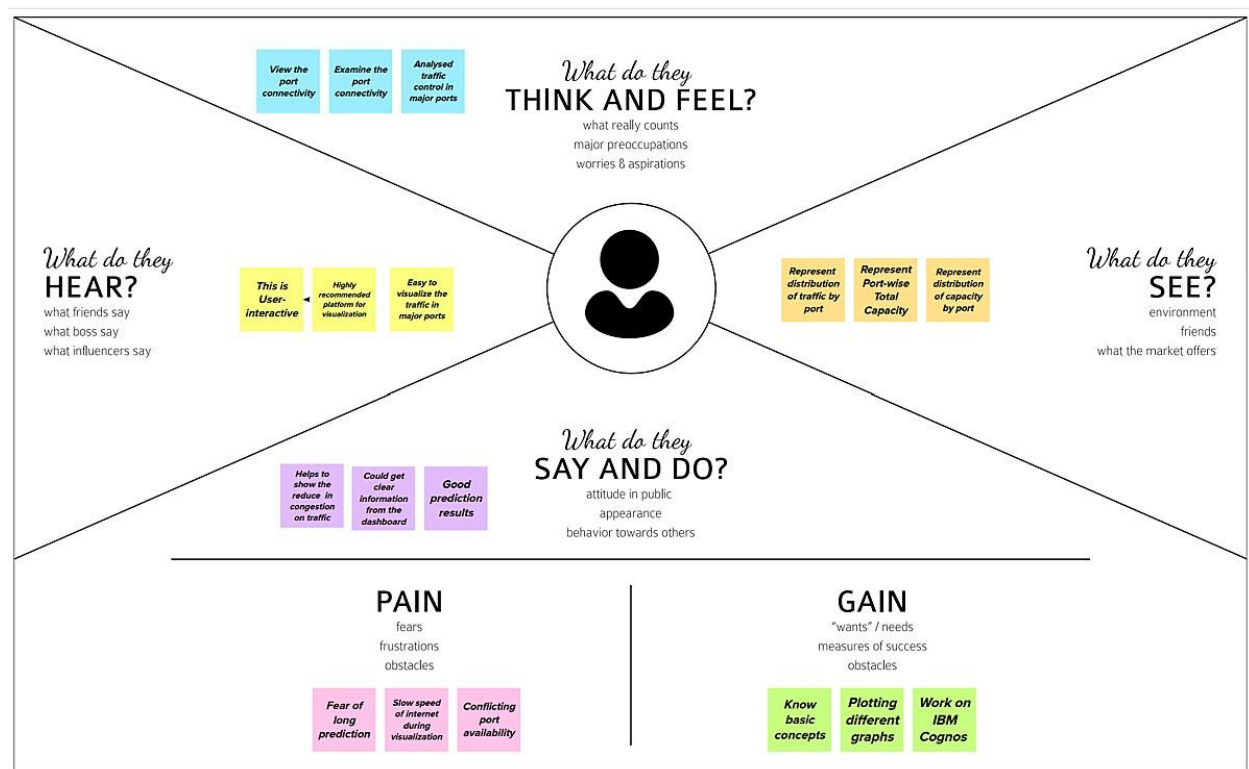 View the
port
connectivity
Examine the
port
connectivity
Analysed
traffic
control in
major ports
What do they
THINK AND FEEL?
what really counts
major preoccupations
worries & aspirations
What do they
HEAR?
what friends say
what boss say
what influencers say
This is
User-
interactive
Highly
recommended
platform for
visualization
Easy to
visualize the
traffic in
major ports
Represent
distribution
of traffic by
port
Represent
Port-wise
Total
Capacity
Represent
distribution
of capacity
by port
What do they
SEE?
environment
friends
what the market offers
Helps to
show the
reduce in
congestion
on traffic
Could get
clear
information
from the
dashboard
Good
prediction
results
What do they
SAY AND DO?
attitude in public
appearance
behavior towards others
PAIN
fears
frustrations
obstacles
Fear of
long
prediction
Slow speed
of internet
during
visualization
Conflicting
port
availability
GAIN
“wants” / needs
measures of success
obstacles
Know
basic
concepts
Plotting
different
graphs
Work on
IBM
Cognos